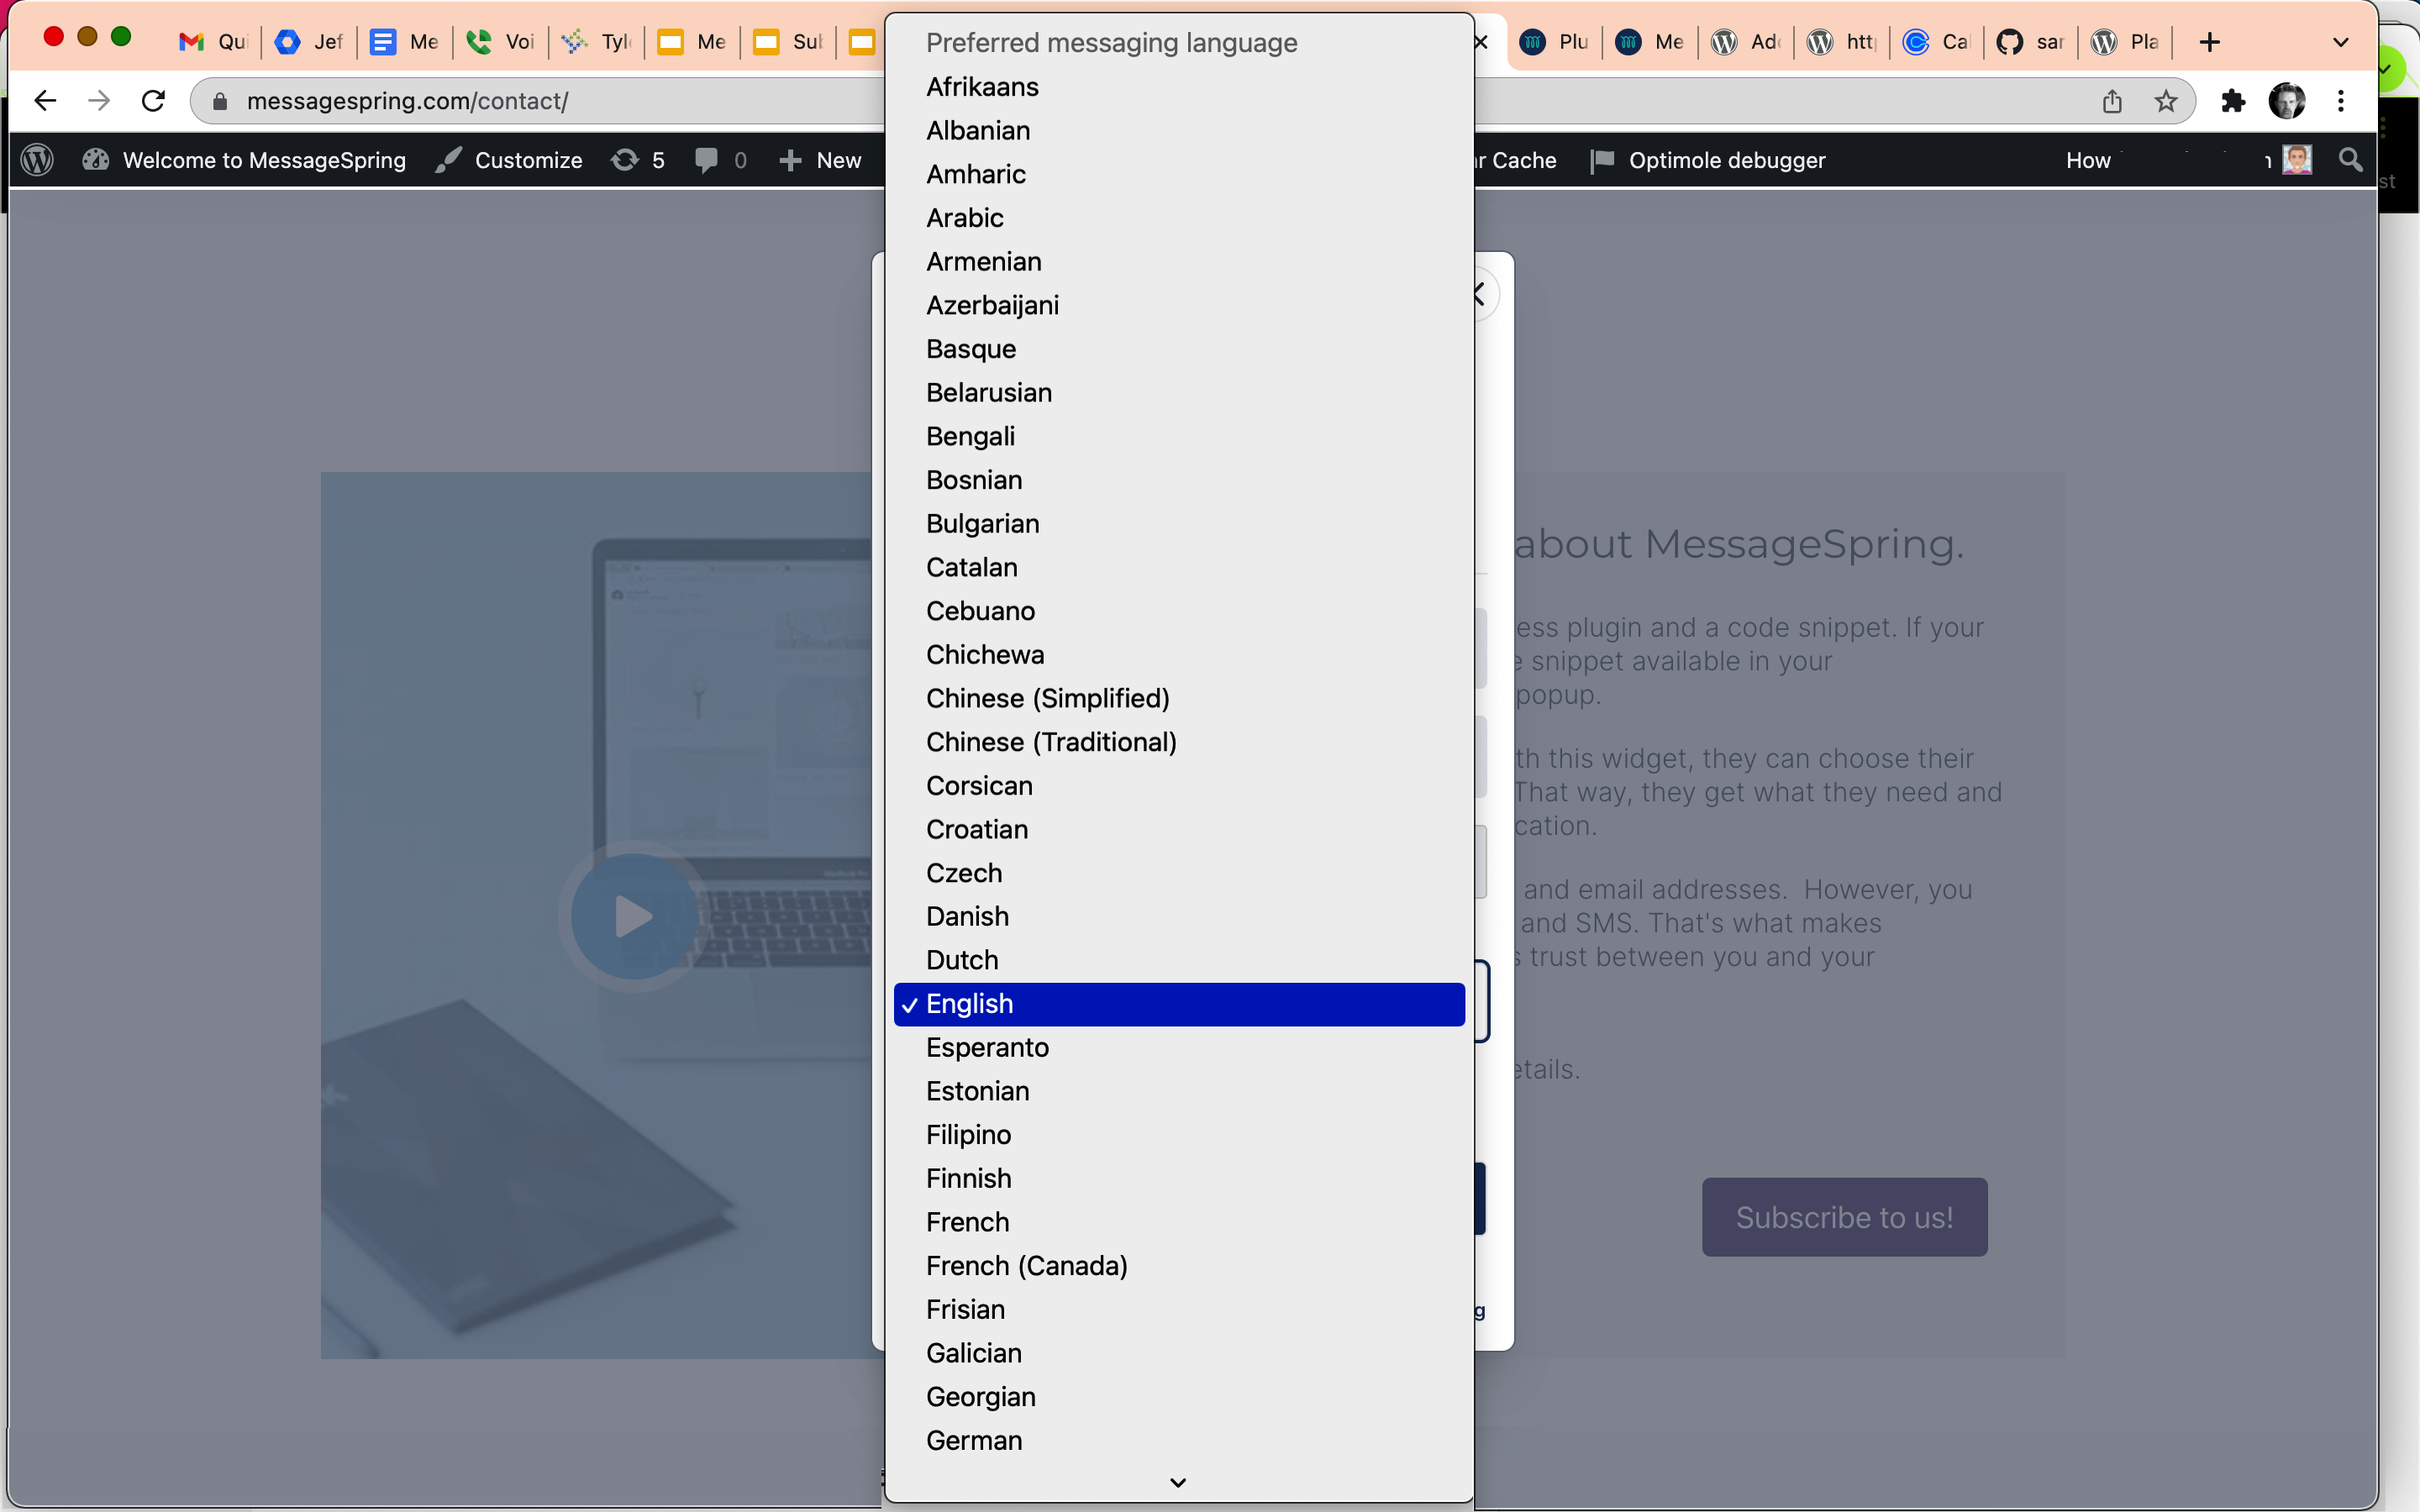 Qui
Jef
Me
Voi
Tyl
Me
Sul
Plu
Me
Ad
htt
Ca
sar
Pla
messagespring.com/contact/
Welcome to MessageSpring
Customize
5
0
New
r Cache
Optimole debugger
How
st
Preferred messaging language
Afrikaans
Albanian
Amharic
Arabic
Armenian
Azerbaijani
Basque
Belarusian
Bengali
Bosnian
Bulgarian
Catalan
Cebuano
Chichewa
Chinese (Simplified)
Chinese (Traditional)
Corsican
Croatian
Czech
Danish
Dutch
English
Esperanto
Estonian
Filipino
Finnish
French
French (Canada)
Frisian
Galician
Georgian
German
about MessageSpring.
ess plugin and a code snippet. If your
e snippet available in your
popup.
th this widget, they can choose their
That way, they get what they need and
cation.
and email addresses. However, you
and SMS. That's what makes
s trust between you and your
etails.
Subscribe to us!
g